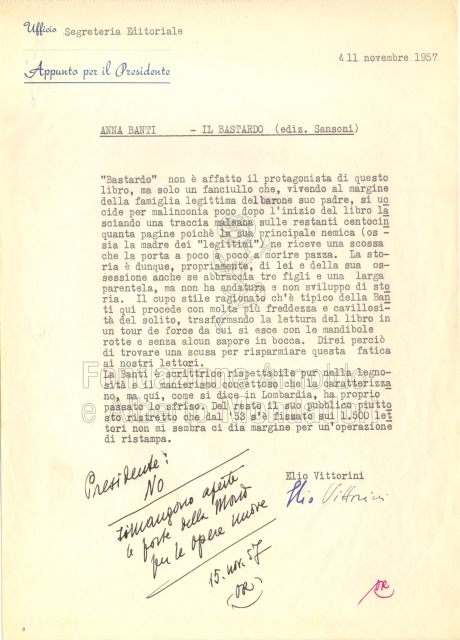 Ufficio Segreteria Editoriale
11 novembre 1957
Appunto per il Presidente
ANNA BANTI - IL BASTARDO (ediz. Sansoni)
"Bastardo" non è affatto il protagonista di questo
libro, ma solo un fanciullo che, vivendo al margine
della famiglia legittima del barone suo padre, si uc
cide per malinconia poco dopo l'inizio del libro la
sciando una traccia malsana sulle restanti centocin
quanta pagine poichè la sua principale nemica (os
sia la madre dei "legittimi") ne riceve una scossa
che la porta a poco a poco a morire pazza. La sto
ria è dunque, propriamente, di lei e della sua os-
sessione anche se abbraccia tre figli e una larga
parentela, ma non ha andatura e non sviluppo di sto
ria. Il cupo stile ragionato ch'è tipico della Ban
ti qui procede con molta più freddezza e cavillosi
tà del solito, trasformando la lettura del libro in
un tour de force da cui si esce con le mandibole
rotte e senza alcun sapore in bocca. Direi perciò
di trovare una scusa per risparmiare questa fatica
ai nostri lettori.
La Banti è scrittrice rispettabile pur nella legno-
sità e il manierismo concettoso che la caratterizza
no, ma qui, come si dice in Lombardia, ha proprio
passato lo sfriso. Del resto il suo pubblico piutto
sto ristretto che dal '53 s'è fissato sui 1.500 let
tori non mi sembra ci dia margine per un'operazione
di ristampa.
Elio Vittorini
Elio Vittorini
Presidente:
NO
rimangono aperte
le porte della Mond
per le opere nuove
15. nov. 57
Fondazione Arnoldo
e Alberto Mondadori